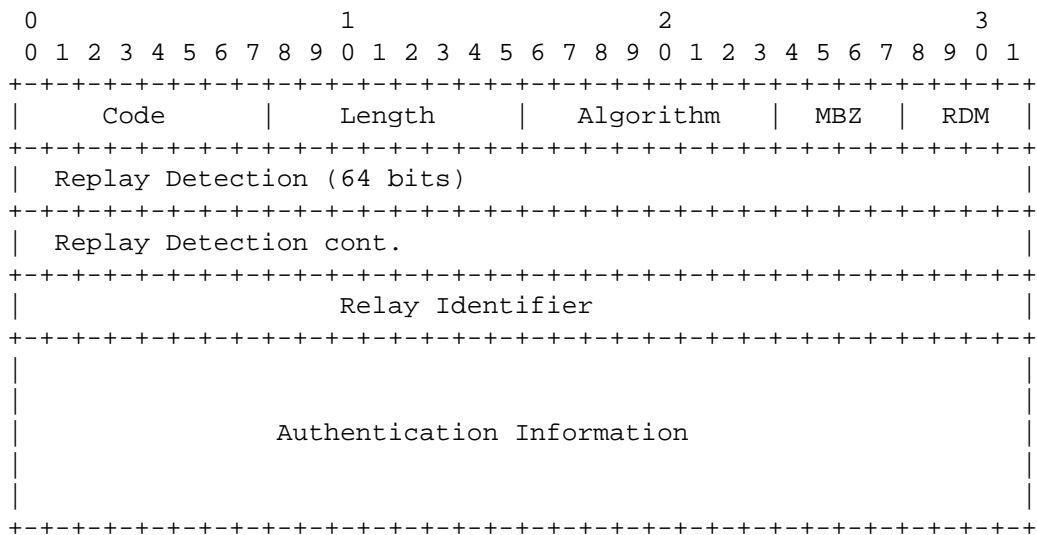 0                   1                   2                   3
 0 1 2 3 4 5 6 7 8 9 0 1 2 3 4 5 6 7 8 9 0 1 2 3 4 5 6 7 8 9 0 1
+-+-+-+-+-+-+-+-+-+-+-+-+-+-+-+-+-+-+-+-+-+-+-+-+-+-+-+-+-+-+-+-+
|     Code      |    Length     |   Algorithm   |  MBZ  |  RDM  |
+-+-+-+-+-+-+-+-+-+-+-+-+-+-+-+-+-+-+-+-+-+-+-+-+-+-+-+-+-+-+-+-+
|  Replay Detection (64 bits)                                   |
+-+-+-+-+-+-+-+-+-+-+-+-+-+-+-+-+-+-+-+-+-+-+-+-+-+-+-+-+-+-+-+-+
|  Replay Detection cont.                                       |
+-+-+-+-+-+-+-+-+-+-+-+-+-+-+-+-+-+-+-+-+-+-+-+-+-+-+-+-+-+-+-+-+
|                    Relay Identifier                           |
+-+-+-+-+-+-+-+-+-+-+-+-+-+-+-+-+-+-+-+-+-+-+-+-+-+-+-+-+-+-+-+-+
|                                                               |
|                                                               |
|                Authentication Information                     |
|                                                               |
|                                                               |
+-+-+-+-+-+-+-+-+-+-+-+-+-+-+-+-+-+-+-+-+-+-+-+-+-+-+-+-+-+-+-+-+